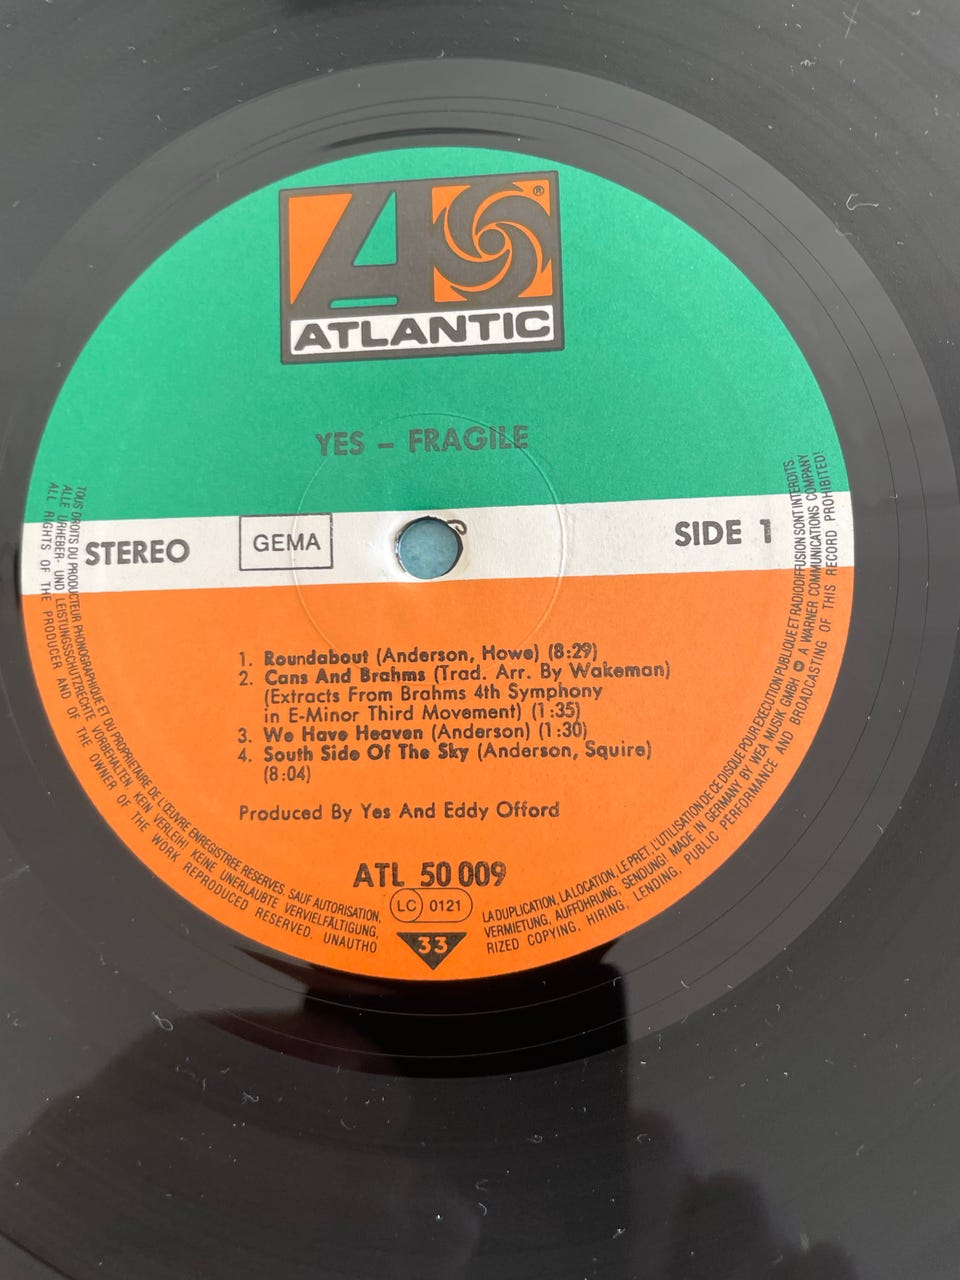 ®
ATLANTIC
YES – FRAGILE
STEREO
GEMA
SIDE 1
1. Roundabout (Anderson, Howe) (8:29)
2. Cans And Brahms (Trad. Arr. By Wakeman)
(Extracts From Brahms 4th Symphony
in E-Minor Third Movement) (1:35)
3. We Have Heaven (Anderson) (1:30)
4. South Side Of The Sky (Anderson, Squire)
(8:04)
Produced By Yes And Eddy Offord
ATL 50 009
LC 0121
33
TOUS DROITS DU PRODUCTEUR PHONOGRAPHIQUE ET DU PROPRIETAIRE DE L'ŒUVRE ENREGISTREE RESERVES. SAUF AUTORISATION,
LA DUPLICATION, LA LOCATION, LE PRET, L'UTILISATION DE CE DISQUE POUR EXECUTION PUBLIQUE ET RADIODIFFUSION SONT INTERDITS.
ALLE URHEBER- UND LEISTUNGSSCHUTZRECHTE VORBEHALTEN. KEIN VERLEIH! KEINE UNERLAUBTE VERVIELFÄLTIGUNG,
VERMIETUNG, AUFFÜHRUNG, SENDUNG! MADE IN GERMANY BY WEA MUSIK GMBH A WARNER COMMUNICATIONS COMPANY
ALL RIGHTS OF THE PRODUCER AND OF THE OWNER OF THE WORK REPRODUCED RESERVED. UNAUTHO
RIZED COPYING, HIRING, LENDING, PUBLIC PERFORMANCE AND BROADCASTING OF THIS RECORD PROHIBITED!